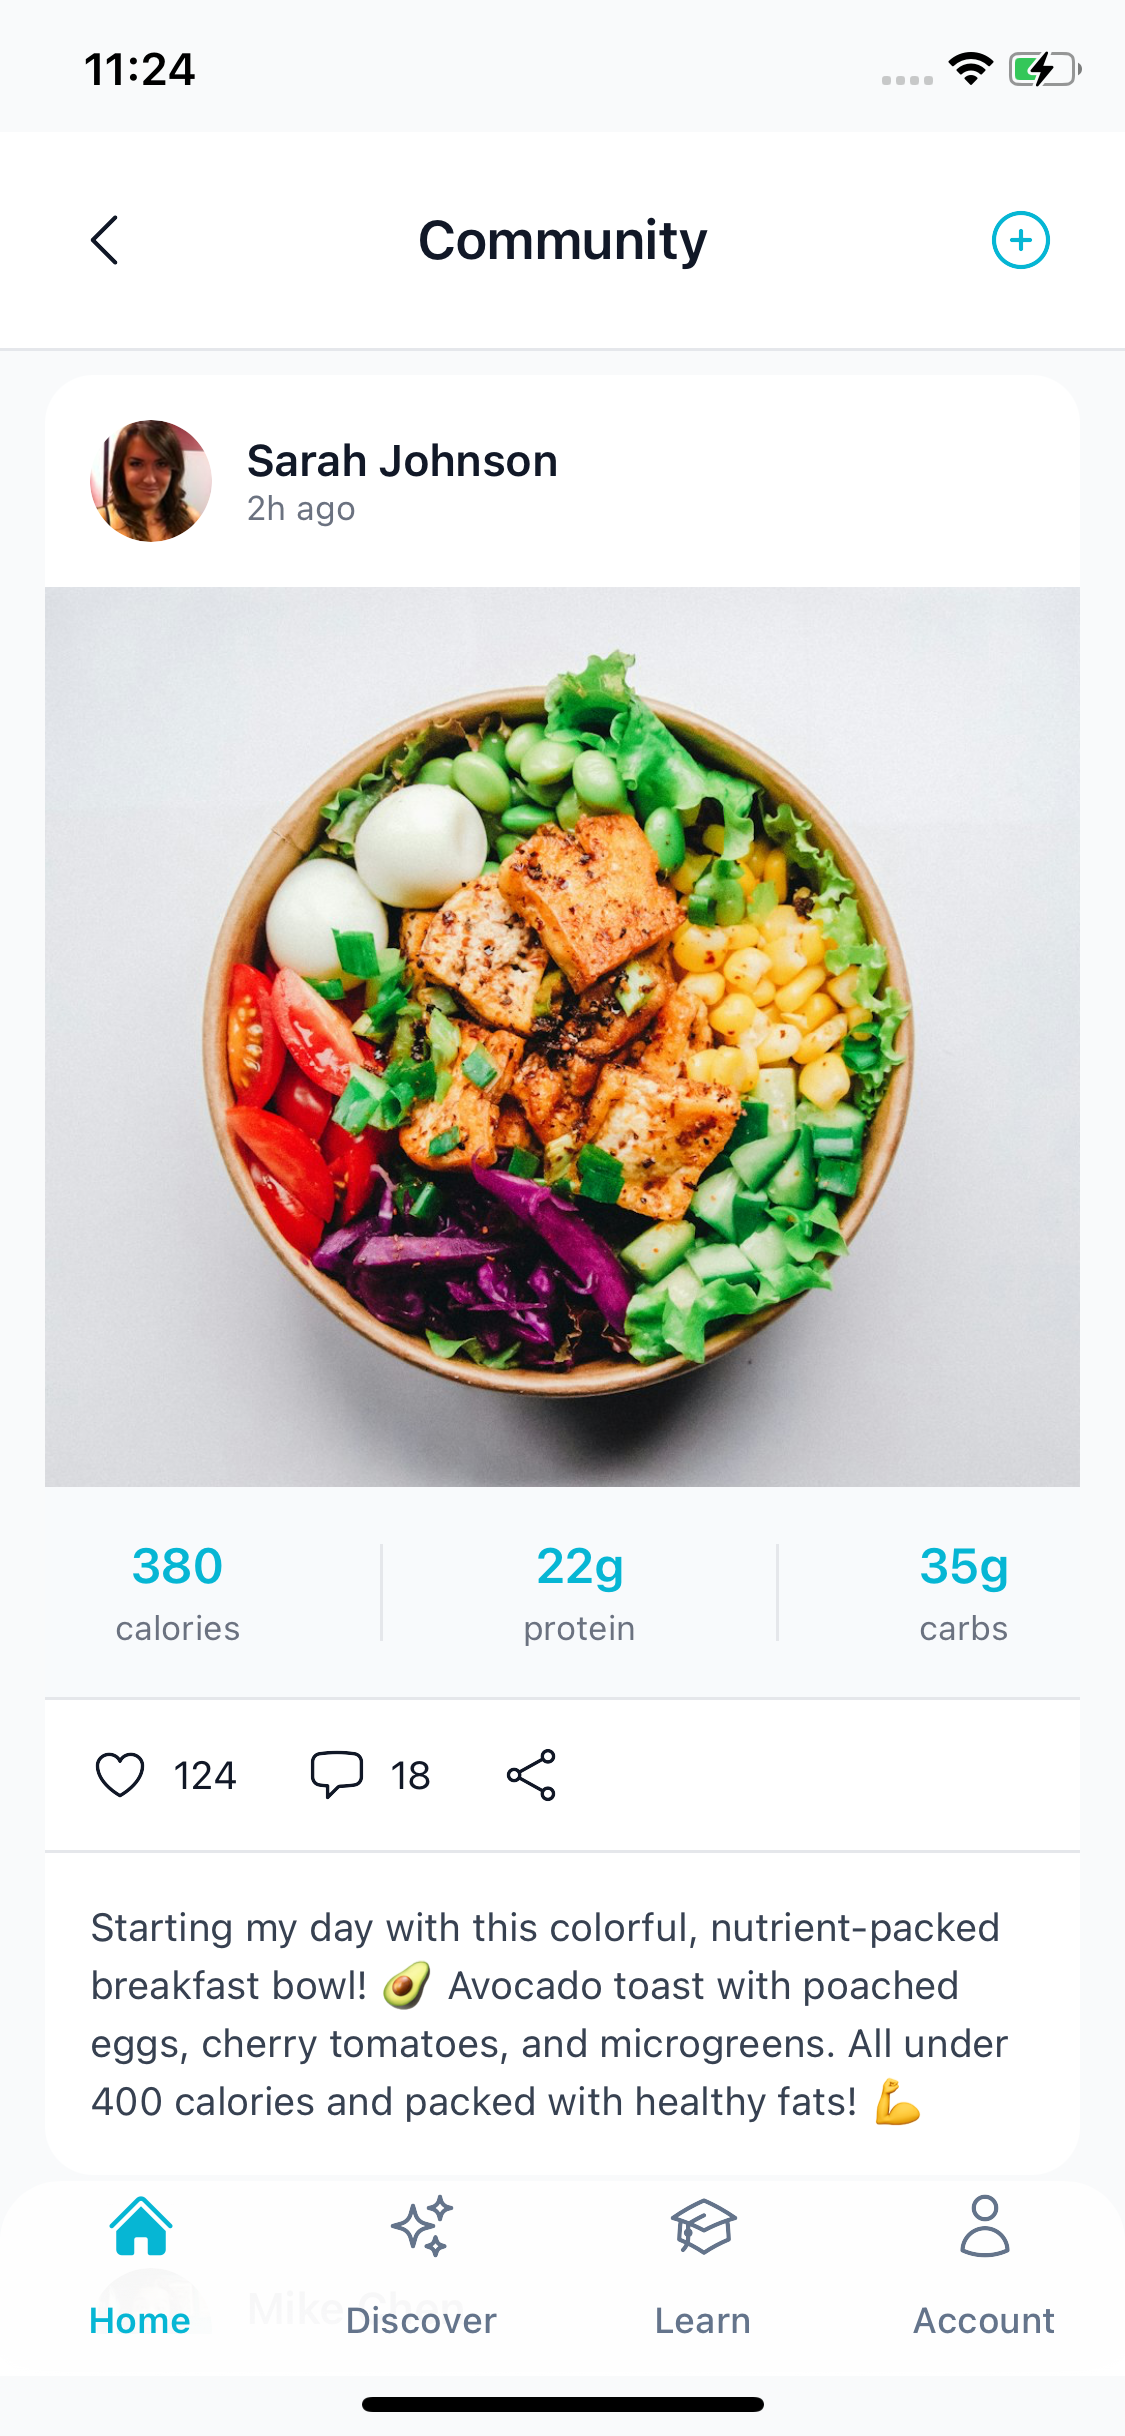 11:24
Community
Sarah Johnson
2h ago
380
22g
35g
calories
protein
carbs
124
18
Starting my day with this colorful, nutrient-packed
breakfast bowl! 🥑 Avocado toast with poached
eggs, cherry tomatoes, and microgreens. All under
400 calories and packed with healthy fats! 💪
Mike Chen
Home
Discover
Learn
Account